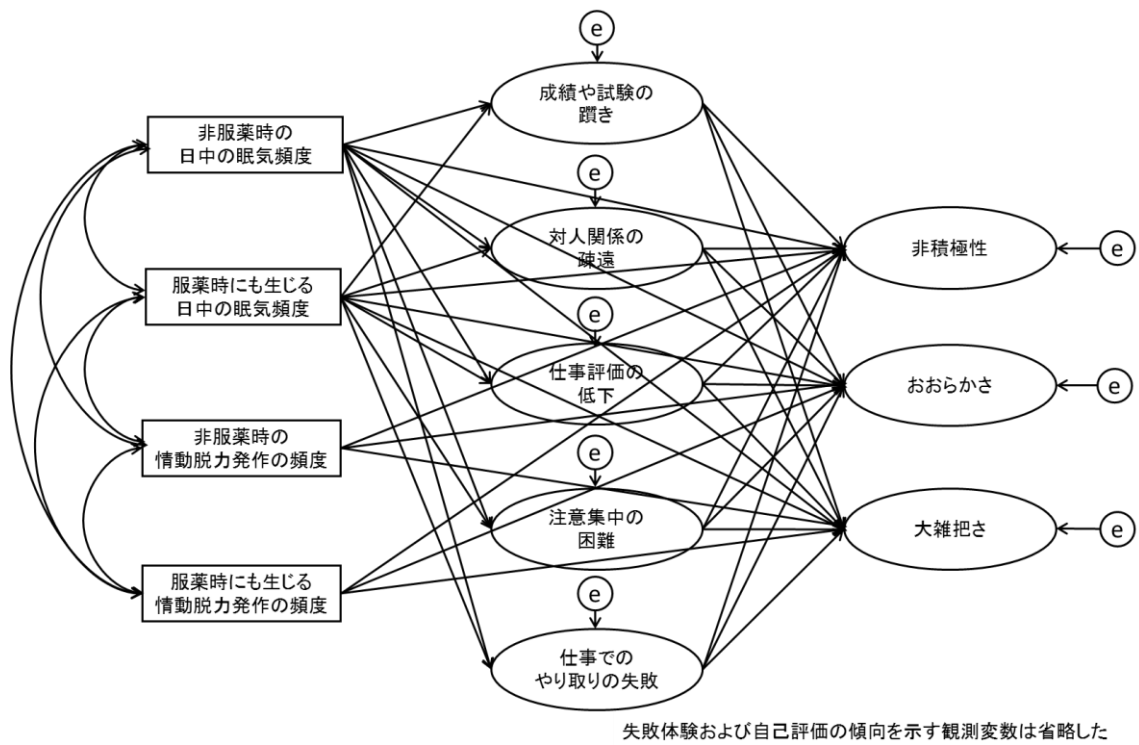 e
成績や試験の
躓き
非服薬時の
日中の眠気頻度
e
対人関係の
疎遠
非積極性
e
服薬時にも生じる
日中の眠気頻度
e
仕事評価の
低下
おおらかさ
e
非服薬時の
情動脱力発作の頻度
e
注意集中の
困難
大雑把さ
e
服薬時にも生じる
情動脱力発作の頻度
e
仕事での
やり取りの失敗
失敗体験および自己評価の傾向を示す観測変数は省略した